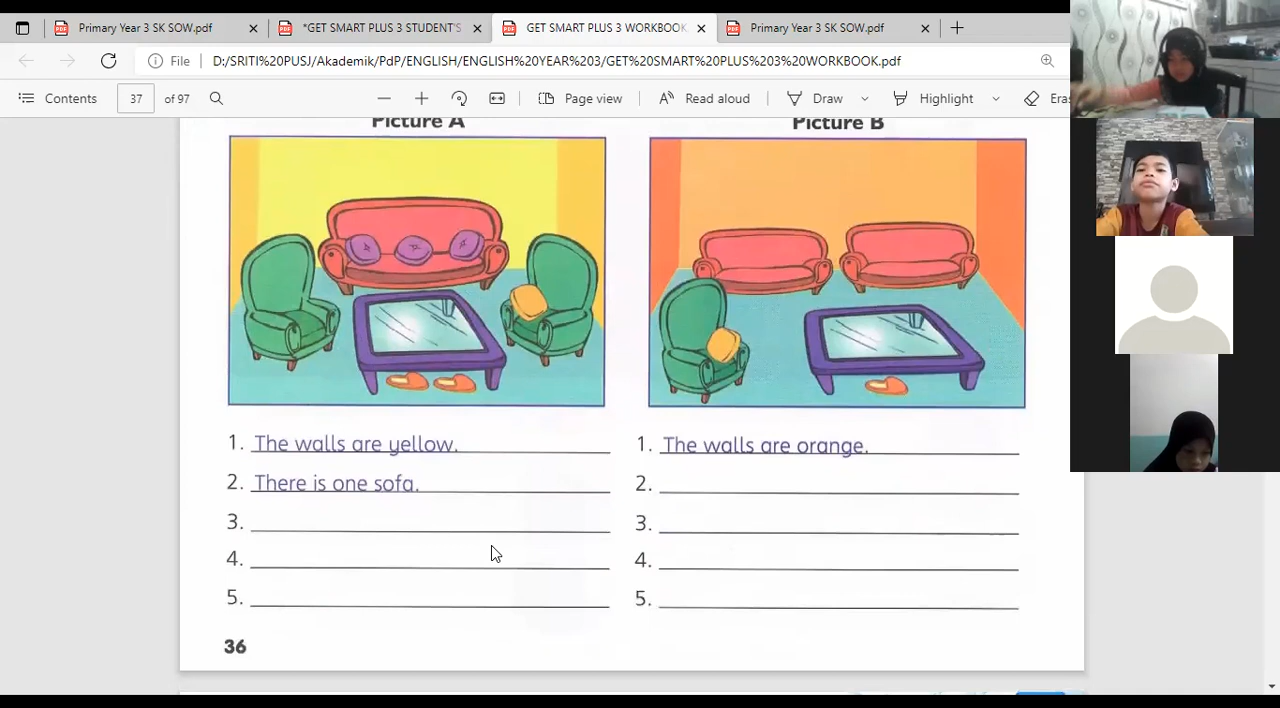 Primary Year 3 SK SOW.pdf
*GET SMART PLUS 3 STUDENT'S
GET SMART PLUS 3 WORKBOOK
Primary Year 3 SK SOW.pdf
File
D:/SRITI%20PUSJ/Akademik/PdP/ENGLISH/ENGLISH%20YEAR%203/GET%20SMART%20PLUS%203%20WORKBOOK.pdf
Contents
37
of 97
Page view
Read aloud
Draw
Highlight
Eras
Picture A
Picture B
1. The walls are yellow.
2. There is one sofa.
3.
4.
5.
1. The walls are orange.
2.
3.
4.
5.
36